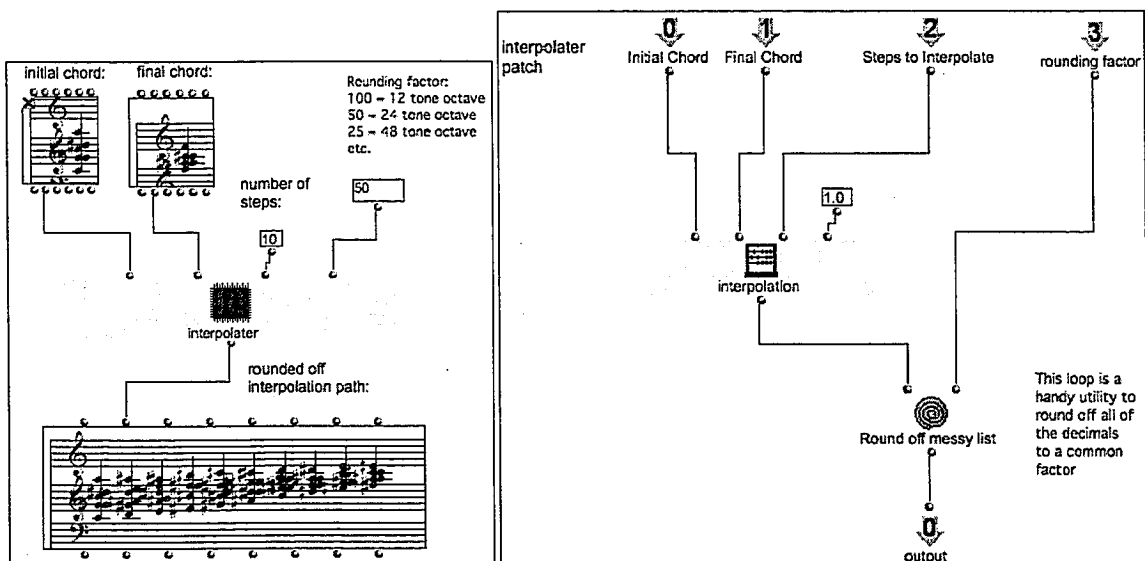 initial chord:
final chord:
Rounding factor:
100 – 12 tone octave
50 – 24 tone octave
25 – 48 tone octave
etc.
number of
steps:
50
10
interpolater
rounded off
interpolation path:
interpolater
patch
0
1
2
3
Initial Chord
Final Chord
Steps to Interpolate
rounding factor
1.0
interpolation
Round off messy list
This loop is a
handy utility to
round off all of
the decimals
to a common
factor
0
output